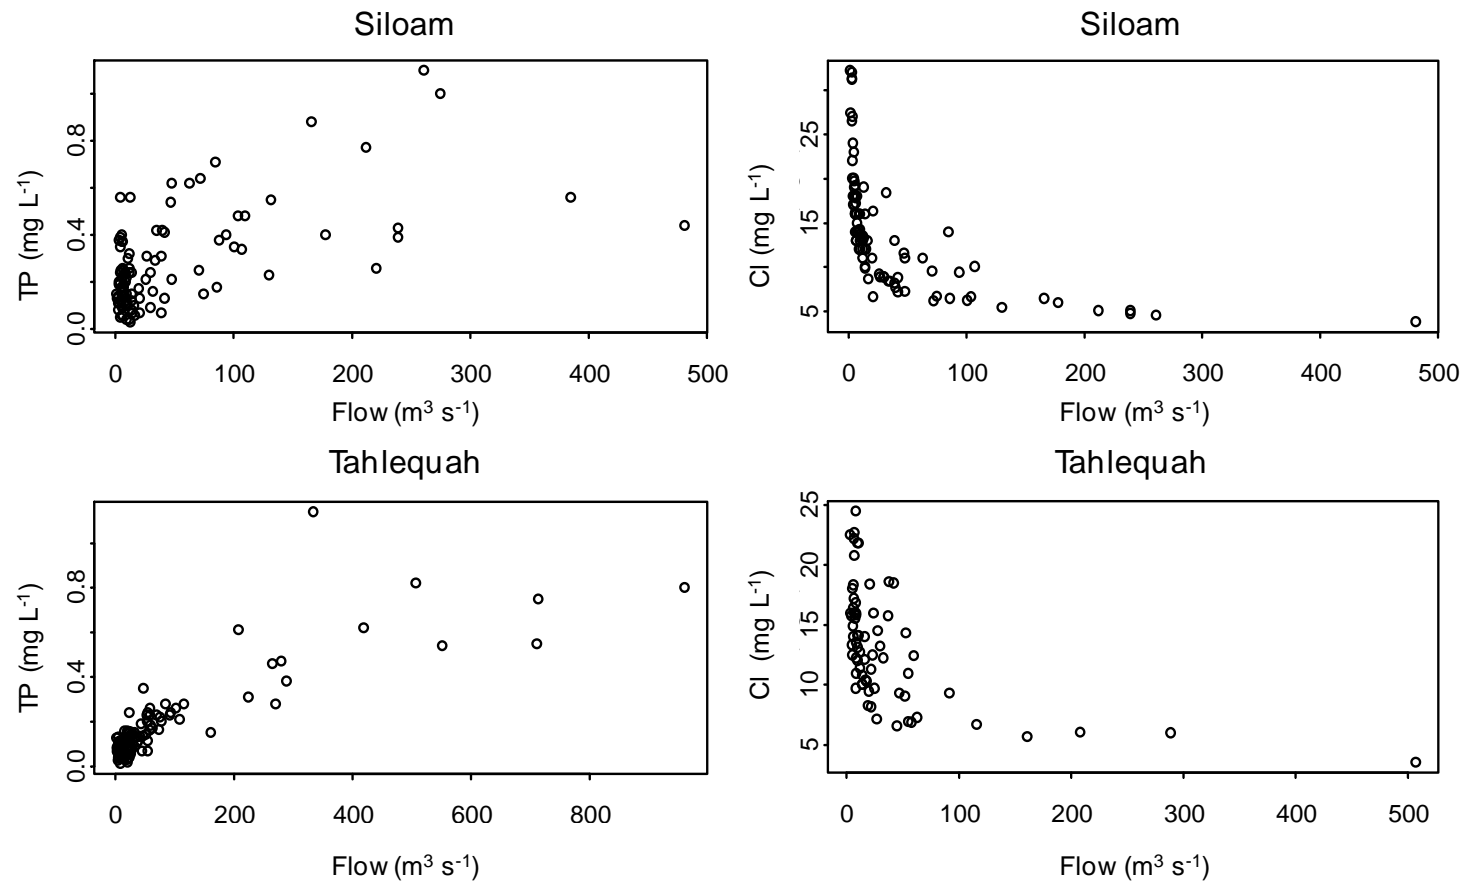 Siloam
TP (mg L-1)
0.8
0.4
0.0
0 100 200 300 400 500
Flow (m3 s-1)
Siloam
Cl (mg L-1)
25
15
5
0 100 200 300 400 500
Flow (m3 s-1)
Tahlequah
TP (mg L-1)
0.8
0.4
0.0
0 200 400 600 800
Flow (m3 s-1)
Tahlequah
Cl (mg L-1)
25
20
15
10
5
0 100 200 300 400 500
Flow (m3 s-1)